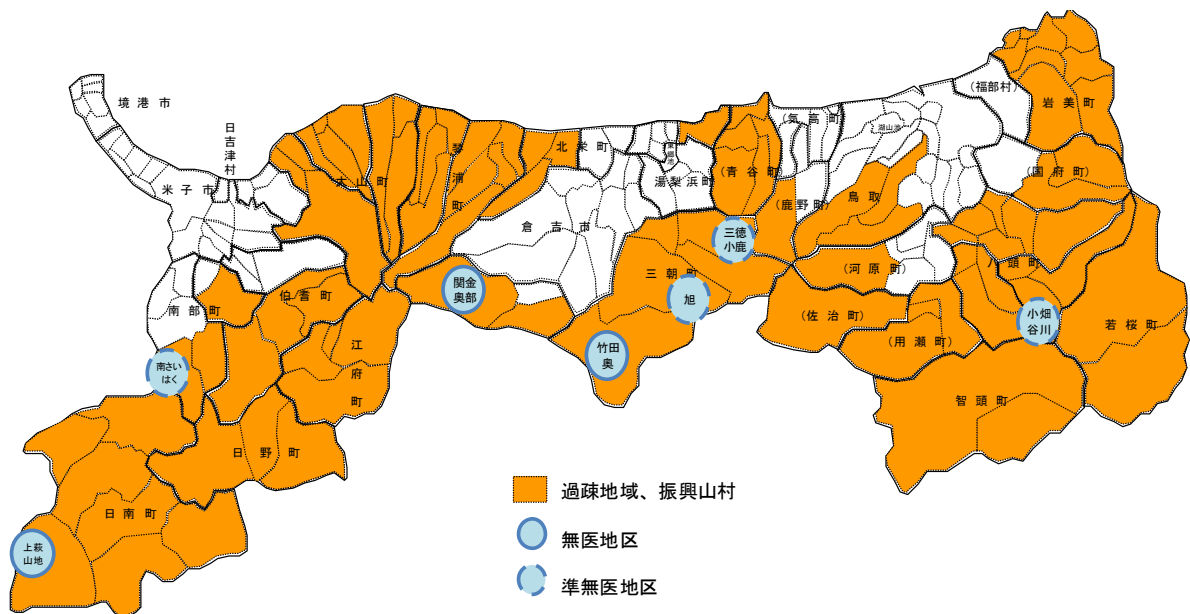 境港市
日吉津村
米子市
南部町
伯耆町
大山町
琴浦町
北栄町
倉吉市
湯梨浜町
三朝町
(青谷町)
(気高町)
(鹿野町)
湖山池
鳥取
(福部村)
岩美町
(国府町)
八頭町
(河原町)
(佐治町)
(用瀬町)
若桜町
智頭町
江府町
日野町
日南町
関金
奥部
竹田
奥
三徳
小鹿
旭
小畑
谷川
南さい
はく
上萩
山地
過疎地域、振興山村
無医地区
準無医地区